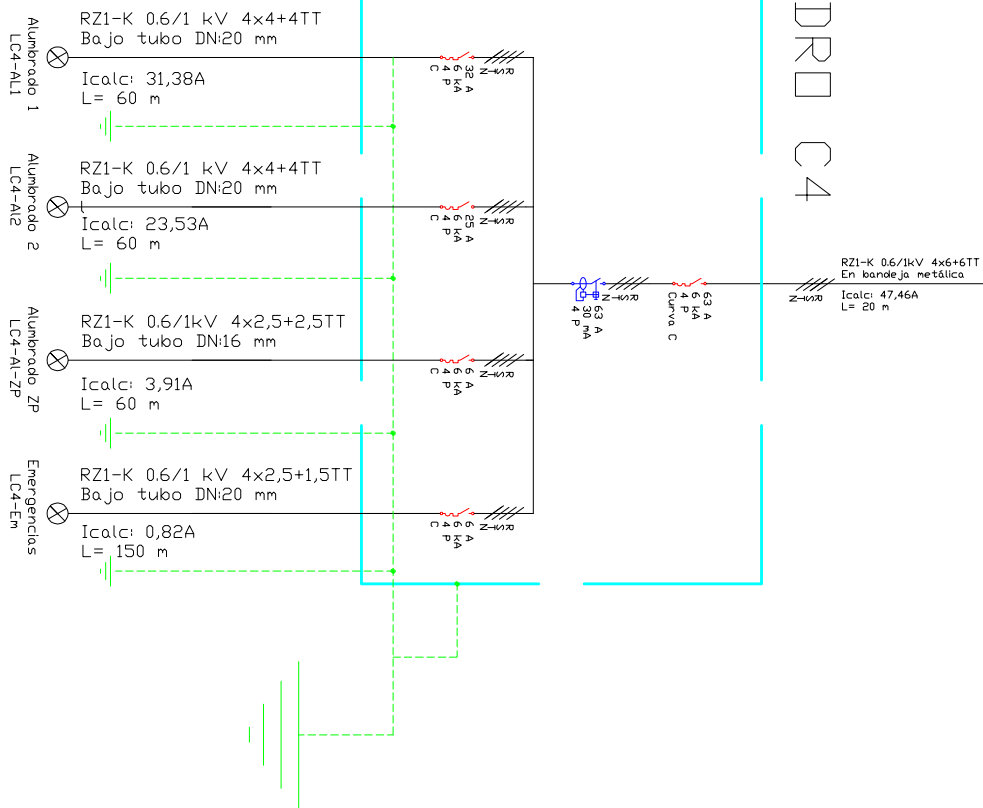 DRO C4
Alumbrado 1
LC4-AL1
RZ1-K 0.6/1 kV 4x4+4TT
Bajo tubo DN:20 mm
Icalc: 31,38A
L= 60 m
32 A
6 kA
4 P
C
RSTN
Alumbrado 2
LC4-Al2
RZ1-K 0.6/1 kV 4x4+4TT
Bajo tubo DN:20 mm
Icalc: 23,53A
L= 60 m
25 A
6 kA
4 P
C
RSTN
Alumbrado ZP
LC4-Al-ZP
RZ1-K 0.6/1kV 4x2,5+2,5TT
Bajo tubo DN:16 mm
Icalc: 3,91A
L= 60 m
6 A
6 kA
4 P
C
RSTN
Emergencias
LC4-Em
RZ1-K 0.6/1 kV 4x2,5+1,5TT
Bajo tubo DN:20 mm
Icalc: 0,82A
L= 150 m
6 A
6 kA
4 P
C
RSTN
63 A
30 mA
4 P
RSTN
63 A
6 kA
4 P
Curva C
RSTN
RZ1-K 0.6/1kV 4x6+6TT
En bandeja metálica
Icalc: 47,46A
L= 20 m